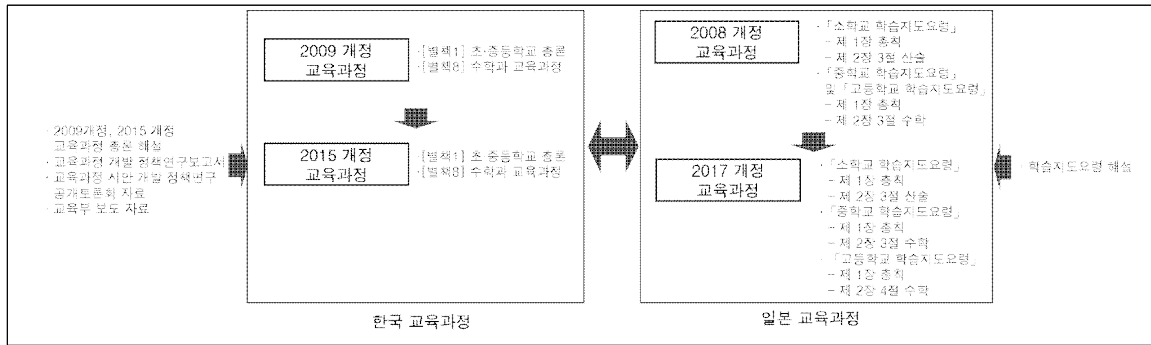 · 2009개정, 2015 개정
교육과정 총론 해설
· 교육과정 개발 정책연구보고서
· 교육과정 시안 개발 정책연구
공개토론회 자료
· 교육부 보도 자료
2009 개정
교육과정
·[별책1] 초·중등학교 총론
·[별책8] 수학과 교육과정
2015 개정
교육과정
·[별책1] 초·중등학교 총론
·[별책8] 수학과 교육과정
한국 교육과정
2008 개정
교육과정
·「소학교 학습지도요령」
- 제 1장 총칙
- 제 2장 3절 산술
·「중학교 학습지도요령」
및 「고등학교 학습지도요령」
- 제 1장 총칙
- 제 2장 3절 수학
2017 개정
교육과정
·「소학교 학습지도요령」
- 제 1장 총칙
- 제 2장 3절 산술
·「중학교 학습지도요령」
- 제 1장 총칙
- 제 2장 3절 수학
· 「고등학교 학습지도요령」
- 제 1장 총칙
- 제 2장 4절 수학
일본 교육과정
학습지도요령 해설